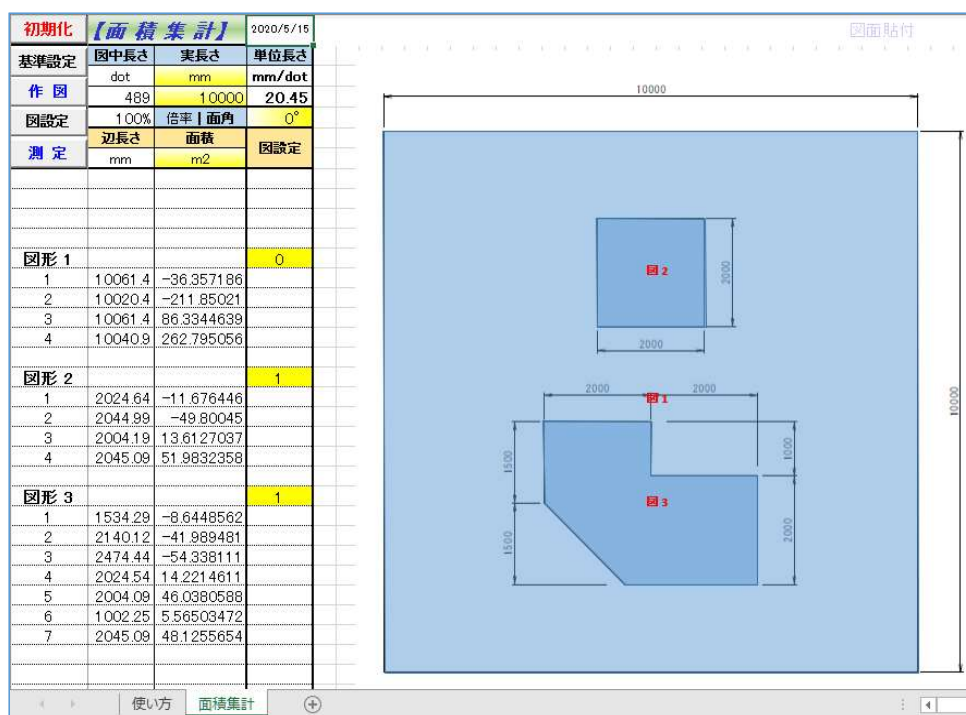 初期化 【面 積 集 計】 2020/5/15 図面貼付
基準設定 図中長さ 実長さ 単位長さ
dot mm mm/dot
作 図 489 10000 20.45
図設定 100% 倍率 | 面角 0°
測 定 辺長さ 面積 図設定
mm m2
図形 1 0
1 10061.4 -36.357186
2 10020.4 -211.85021
3 10061.4 86.3344639
4 10040.9 262.795056
図形 2 1
1 2024.64 -11.676446
2 2044.99 -49.80045
3 2004.19 13.6127037
4 2045.09 51.9832358
図形 3 1
1 1534.29 -8.6448562
2 2140.12 -41.989481
3 2474.44 -54.338111
4 2024.54 14.2214611
5 2004.09 46.0380588
6 1002.25 5.56503472
7 2045.09 48.1255654
10000
図 2
2000
2000
2000 図 1 2000
10000
1500
1000
図 3
1500
2000
使い方 面積集計